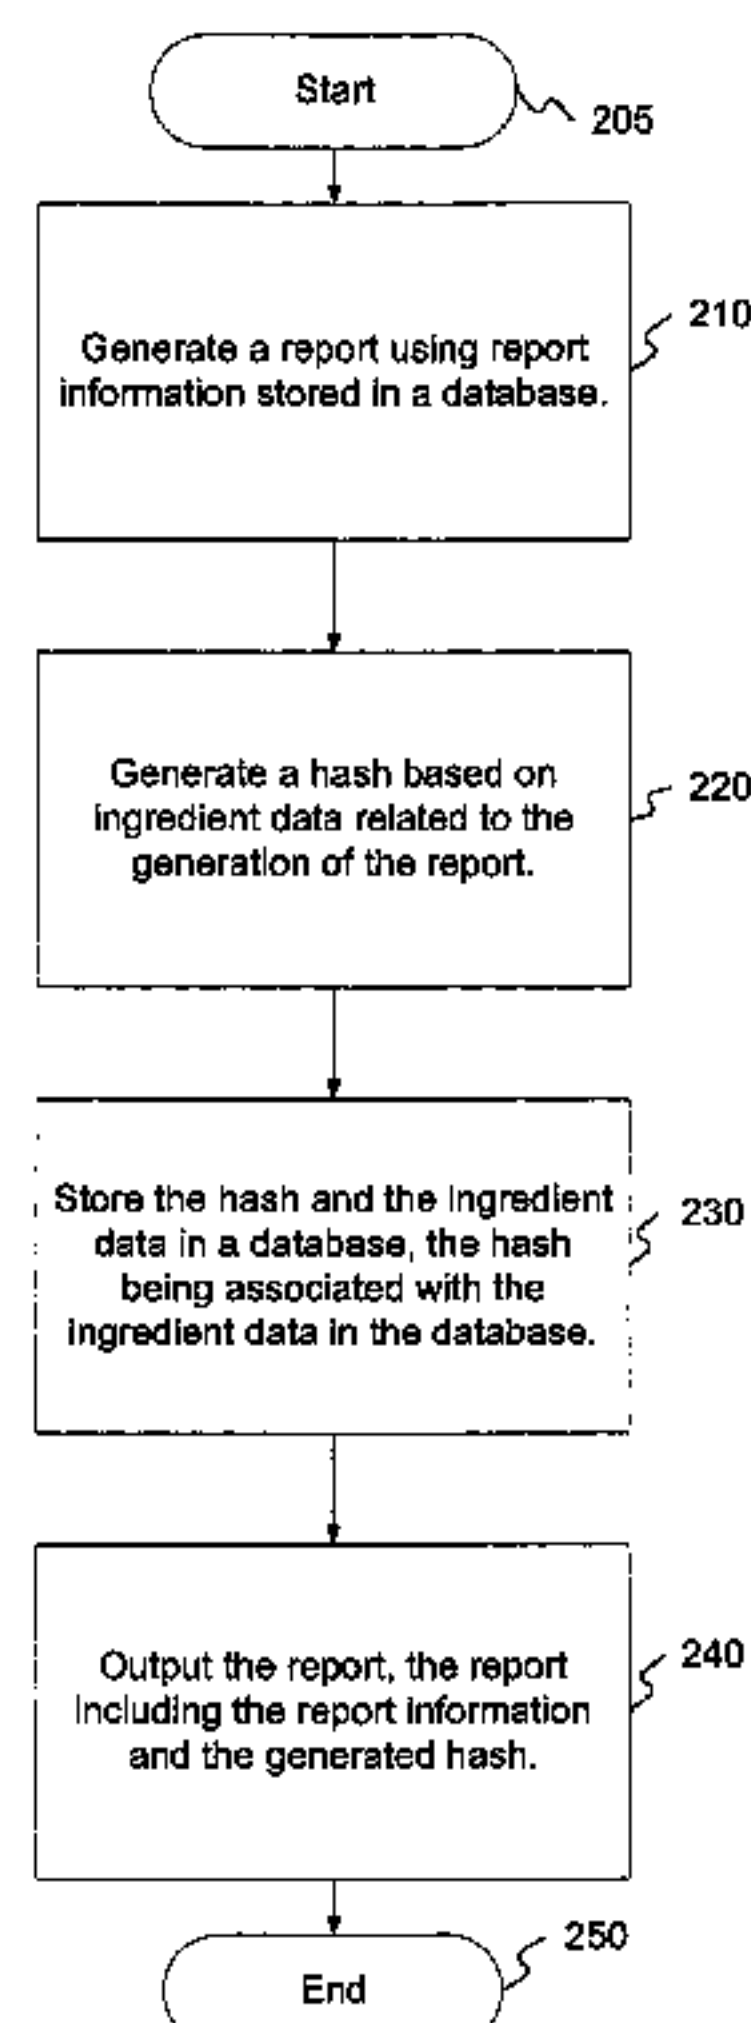 Start
205
Generate a report using report
information stored in a database.
210
Generate a hash based on
ingredient data related to the
generation of the report.
220
Store the hash and the ingredient
data in a database, the hash
being associated with the
ingredient data in the database.
230
Output the report, the report
including the report information
and the generated hash.
240
250
End